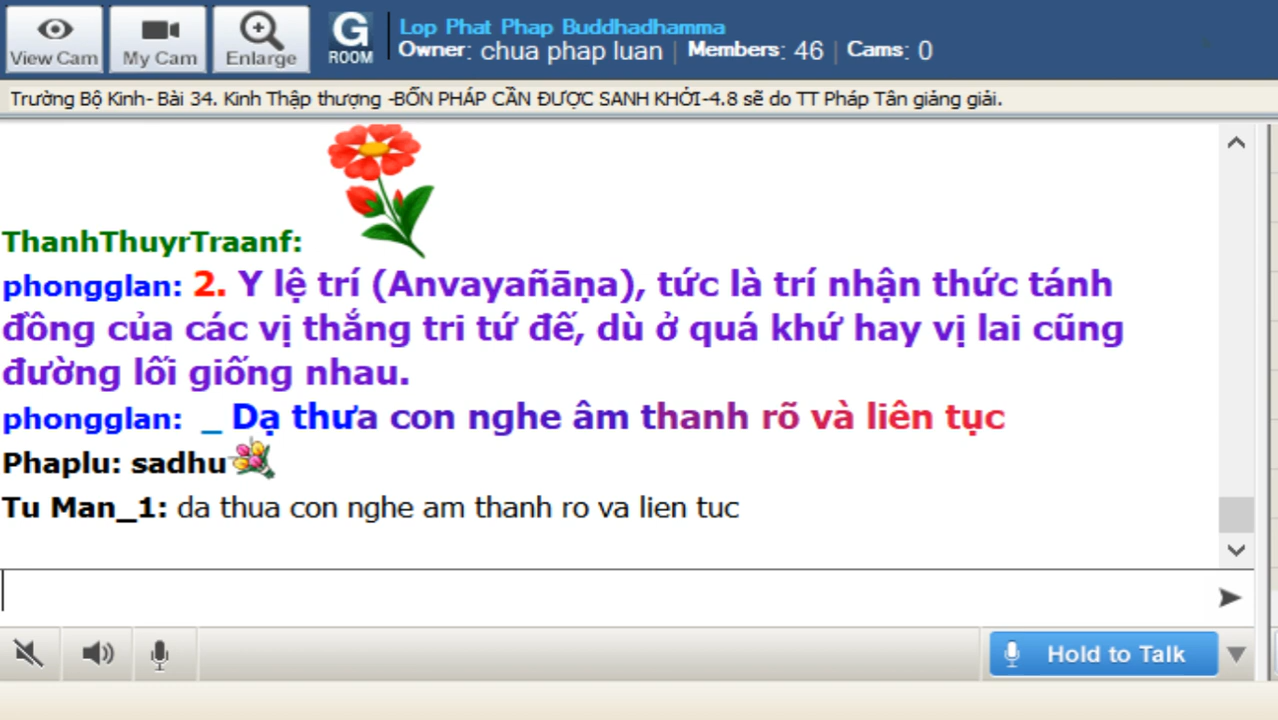 View Cam
My Cam
Enlarge
G
ROOM
Lop Phat Phap Buddhadhamma
Owner: chua phap luan | Members: 46 | Cams: 0
Trường Bộ Kinh- Bài 34. Kinh Thập thượng -BỐN PHÁP CẦN ĐƯỢC SANH KHỞI-4.8 sẽ do TT Pháp Tân giảng giải.
ThanhThuyrTraanf:
phongglan: 2. Y lệ trí (Anvayañāṇa), tức là trí nhận thức tánh
đồng của các vị thắng tri tứ đế, dù ở quá khứ hay vị lai cũng
đường lối giống nhau.
phongglan: _ Dạ thưa con nghe âm thanh rõ và liên tục
Phaplu: sadhu
Tu Man_1: da thua con nghe am thanh ro va lien tuc
Hold to Talk